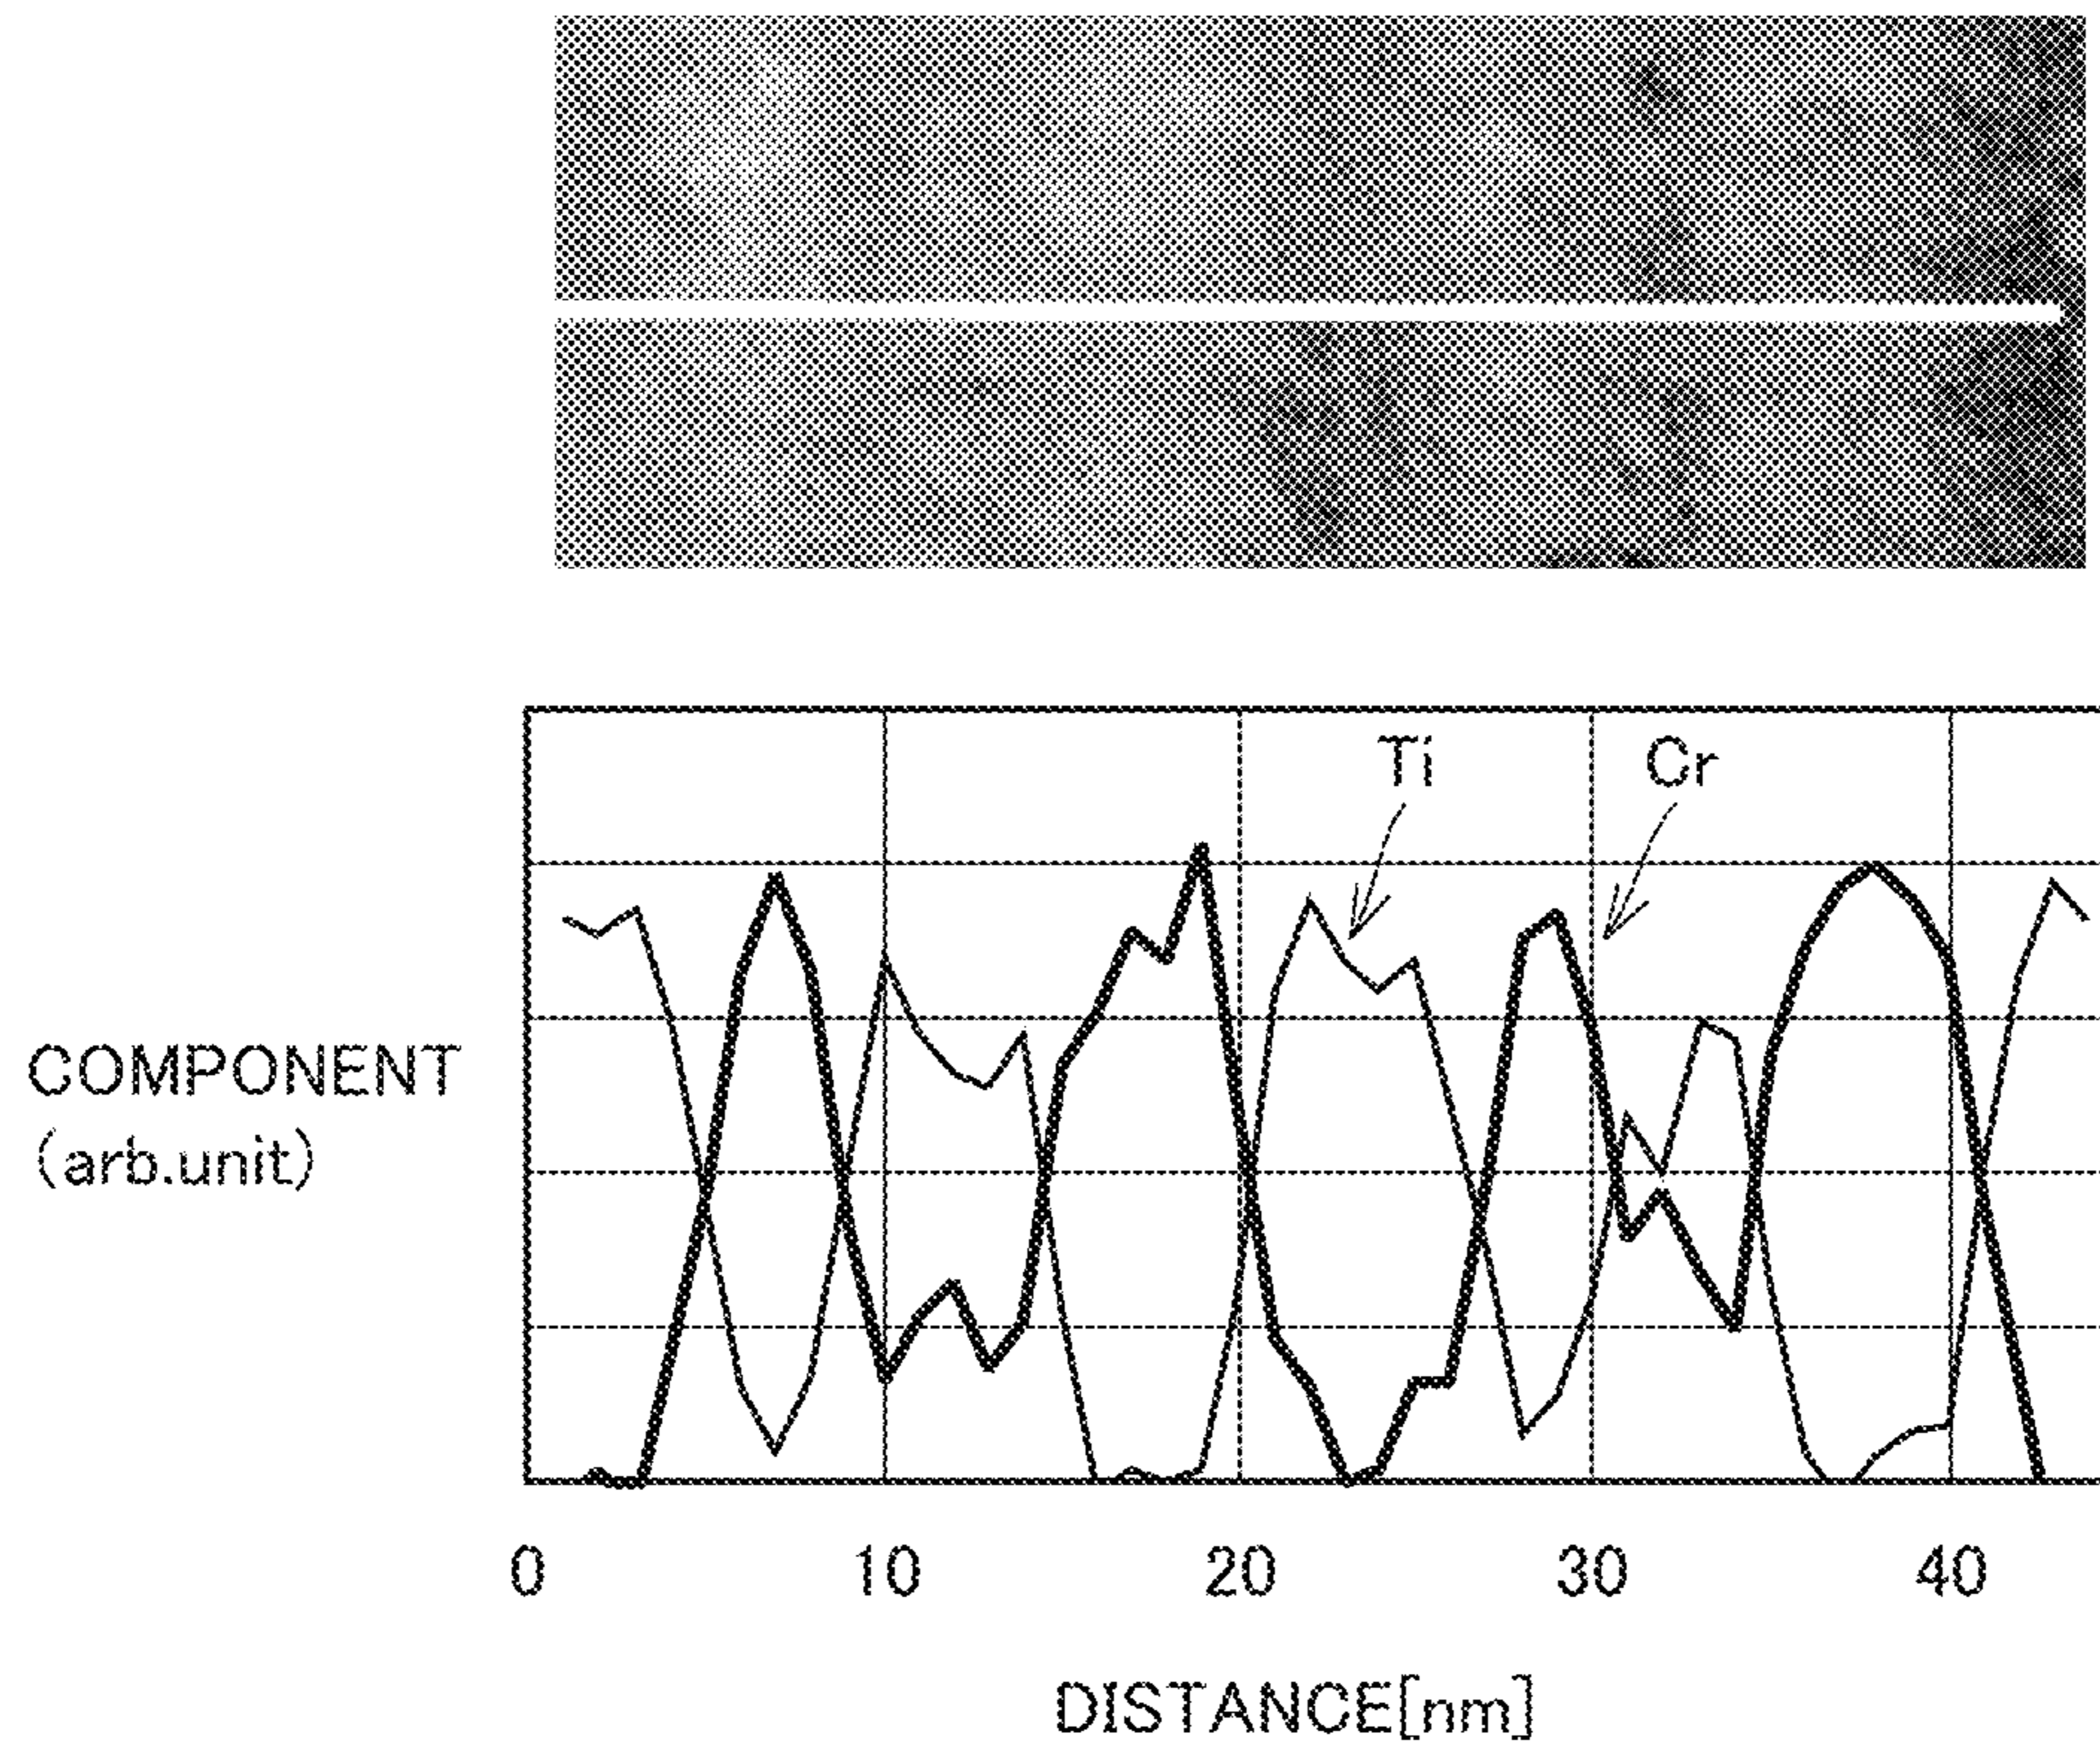 Ti
Cr
COMPONENT
(arb.unit)
0 10 20 30 40
DISTANCE[nm]